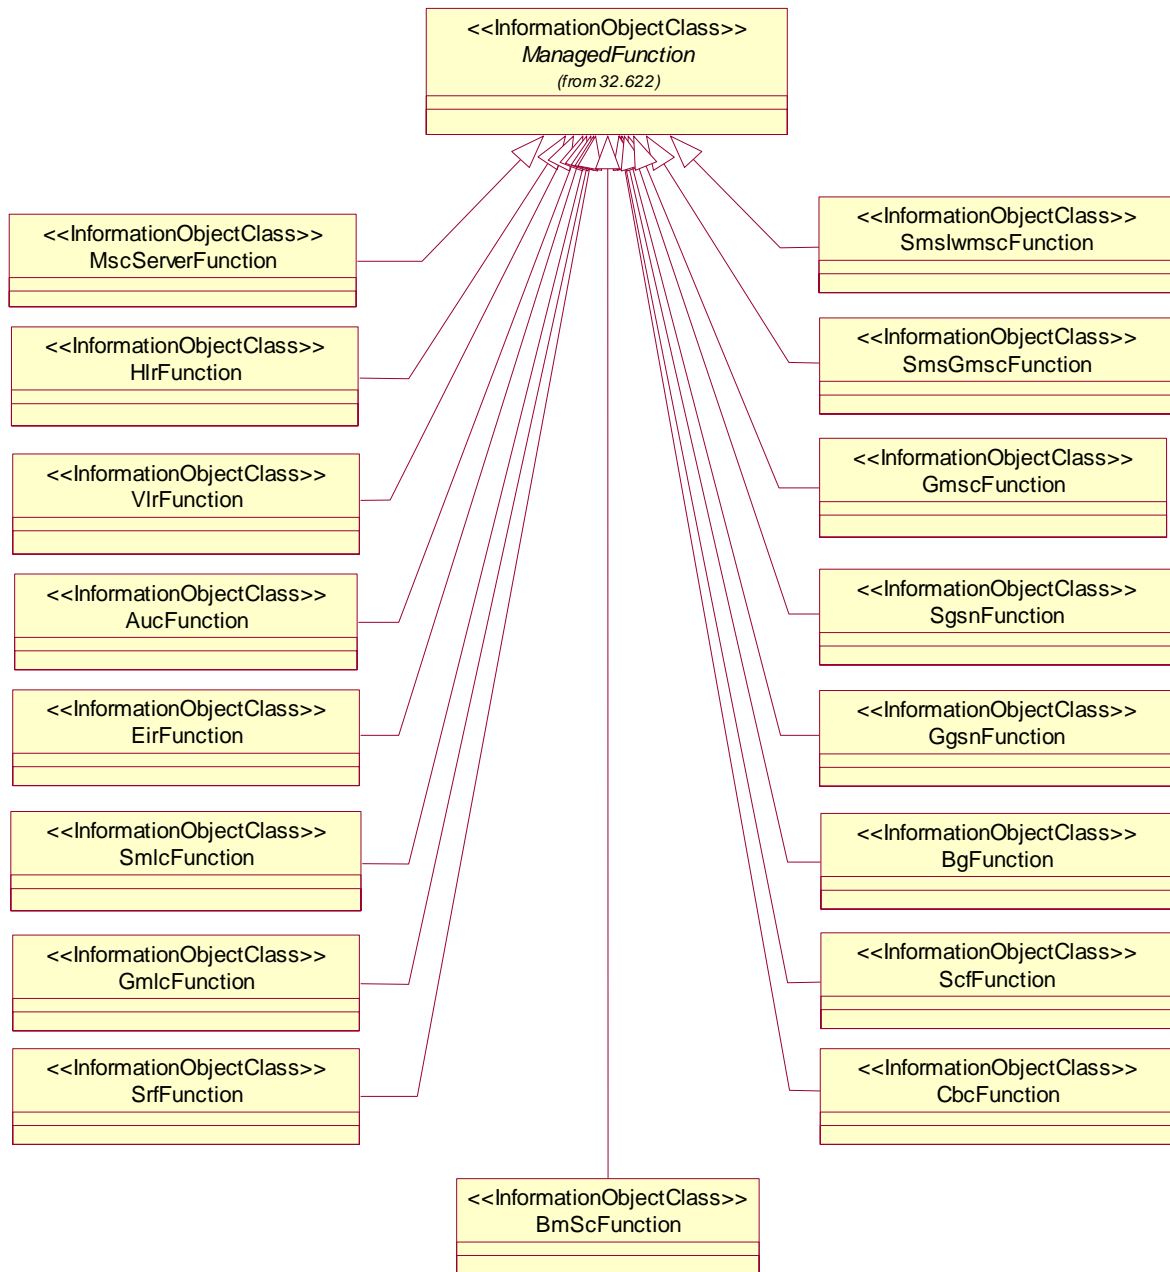 <<InformationObjectClass>>
ManagedFunction
(from 32.622)
<<InformationObjectClass>>
MscServerFunction
<<InformationObjectClass>>
HlrFunction
<<InformationObjectClass>>
VlrFunction
<<InformationObjectClass>>
AucFunction
<<InformationObjectClass>>
EirFunction
<<InformationObjectClass>>
SmlcFunction
<<InformationObjectClass>>
GmlcFunction
<<InformationObjectClass>>
SrfFunction
<<InformationObjectClass>>
SmsIwmscFunction
<<InformationObjectClass>>
SmsGmscFunction
<<InformationObjectClass>>
GmscFunction
<<InformationObjectClass>>
SgsnFunction
<<InformationObjectClass>>
GgsnFunction
<<InformationObjectClass>>
BgFunction
<<InformationObjectClass>>
ScfFunction
<<InformationObjectClass>>
CbcFunction
<<InformationObjectClass>>
BmScFunction